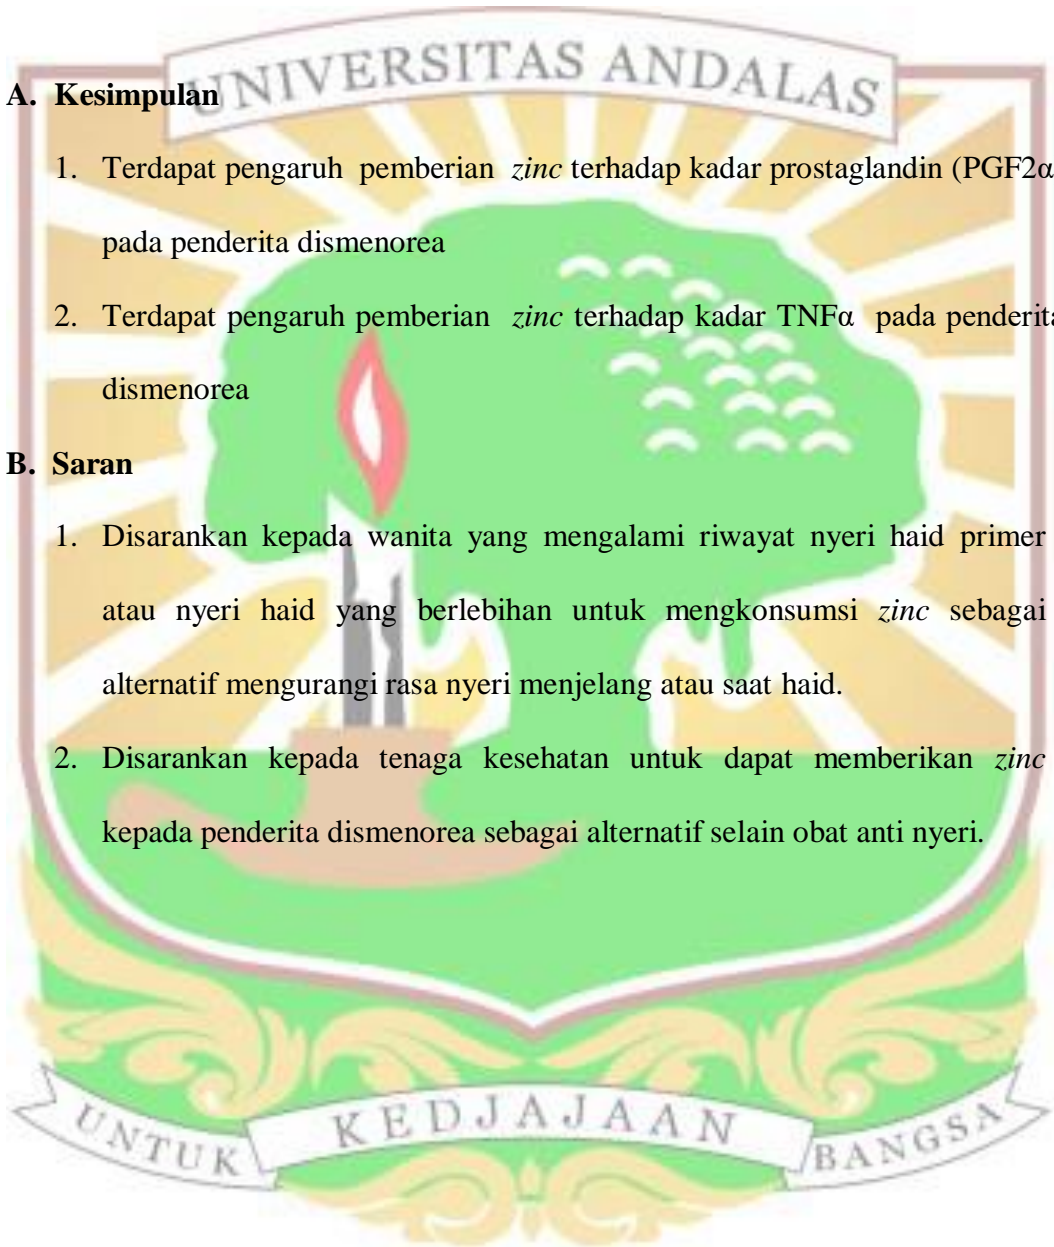 UNIVERSITAS ANDALAS
A. Kesimpulan
1. Terdapat pengaruh pemberian zinc terhadap kadar prostaglandin (PGF2α
pada penderita dismenorea
2. Terdapat pengaruh pemberian zinc terhadap kadar TNFα pada penderita
dismenorea
B. Saran
1. Disarankan kepada wanita yang mengalami riwayat nyeri haid primer
atau nyeri haid yang berlebihan untuk mengkonsumsi zinc sebagai
alternatif mengurangi rasa nyeri menjelang atau saat haid.
2. Disarankan kepada tenaga kesehatan untuk dapat memberikan zinc
kepada penderita dismenorea sebagai alternatif selain obat anti nyeri.
UNTUK KEDJAJAAN BANGSA